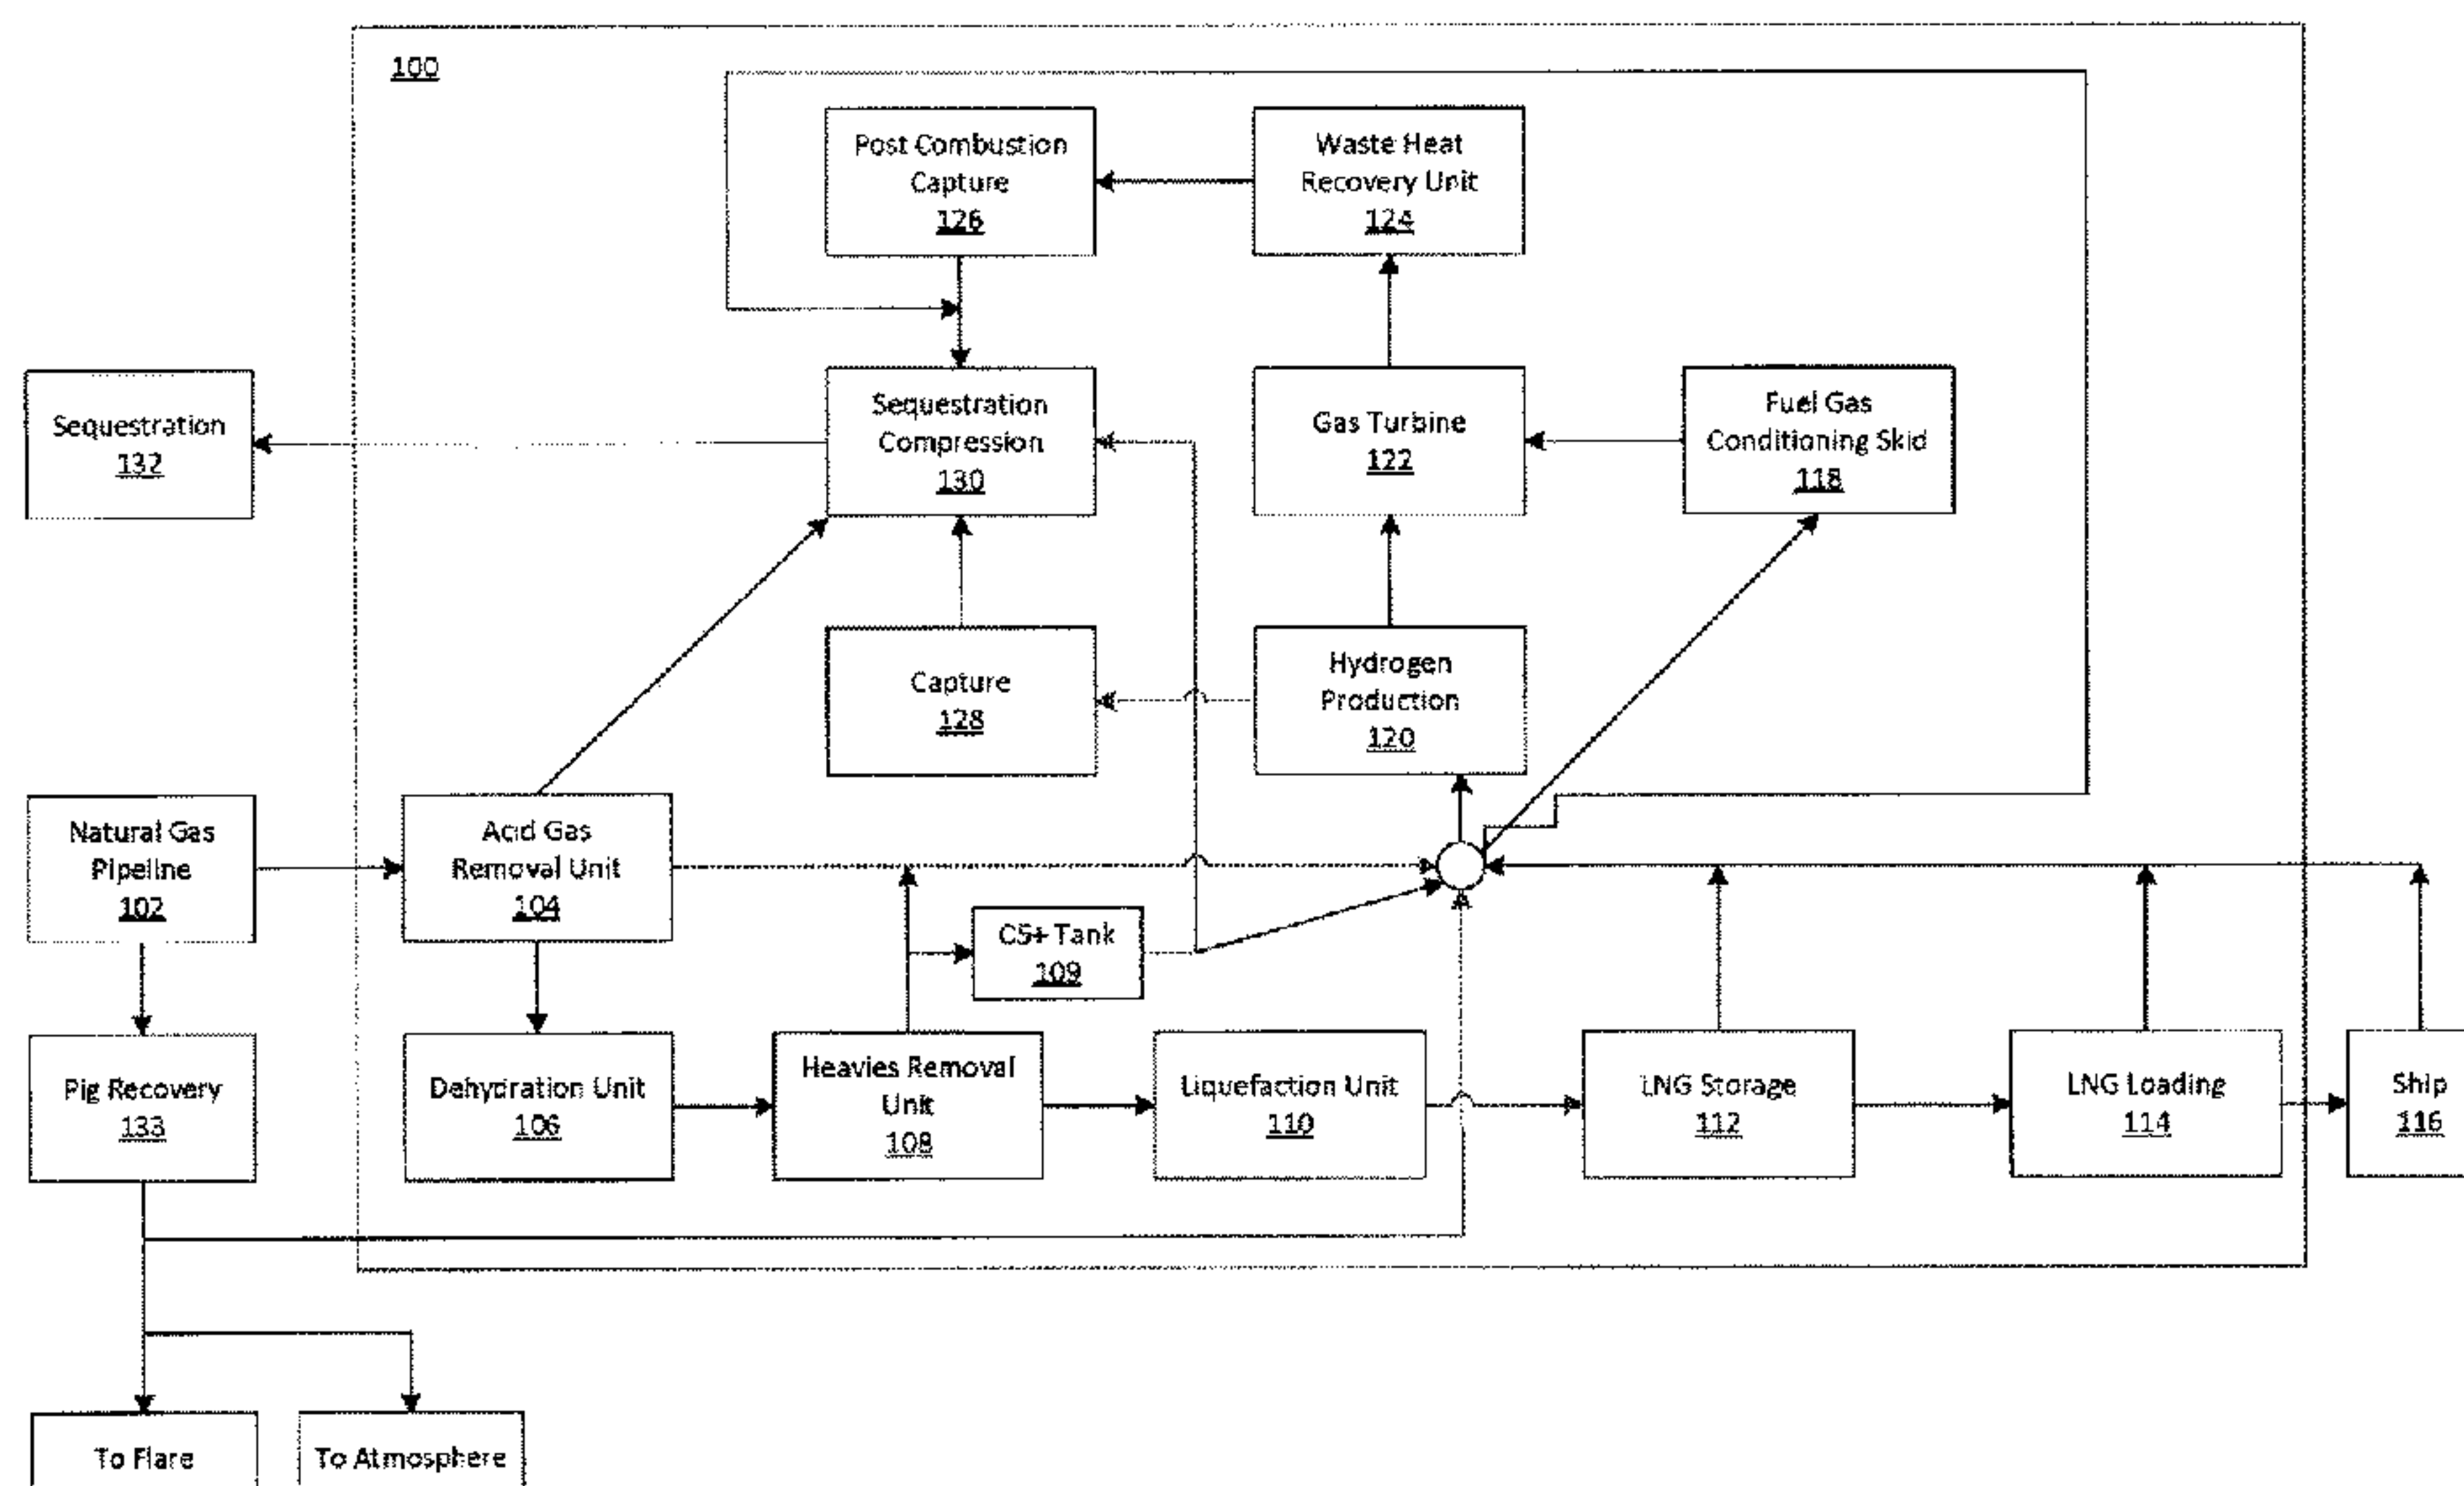 100
Post Combustion
Capture
126
Waste Heat
Recovery Unit
124
Sequestration
132
Sequestration
Compression
130
Gas Turbine
122
Fuel Gas
Conditioning Skid
118
Capture
128
Hydrogen
Production
120
Natural Gas
Pipeline
102
Acid Gas
Removal Unit
104
C5+ Tank
109
Pig Recovery
133
Dehydration Unit
106
Heavies Removal
Unit
108
Liquefaction Unit
110
LNG Storage
112
LNG Loading
114
Ship
116
To Flare
To Atmosphere